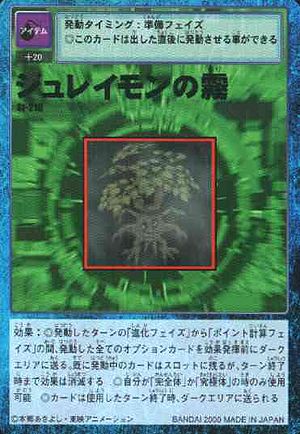 アイテム
+20
発動タイミング：準備フェイズ
◎このカードは出した直後に発動させる事ができる
ジュレイモンの霧
効果：◎発動したターンの「進化フェイズ」から「ポイント計算フェイ
ズ」の間、発動した全てのオプションカードを効果発揮前にダーク
エリアに送る。既に発動中のカードはスロットに残るが、ターン終了
時まで効果は消滅する　◎自分が「完全体」か「究極体」の時のみ使用
可能　◎カードは使用したターン終了時、ダークエリアに送られる
©本郷あきよし・東映アニメーション
BANDAI 2000 MADE IN JAPAN